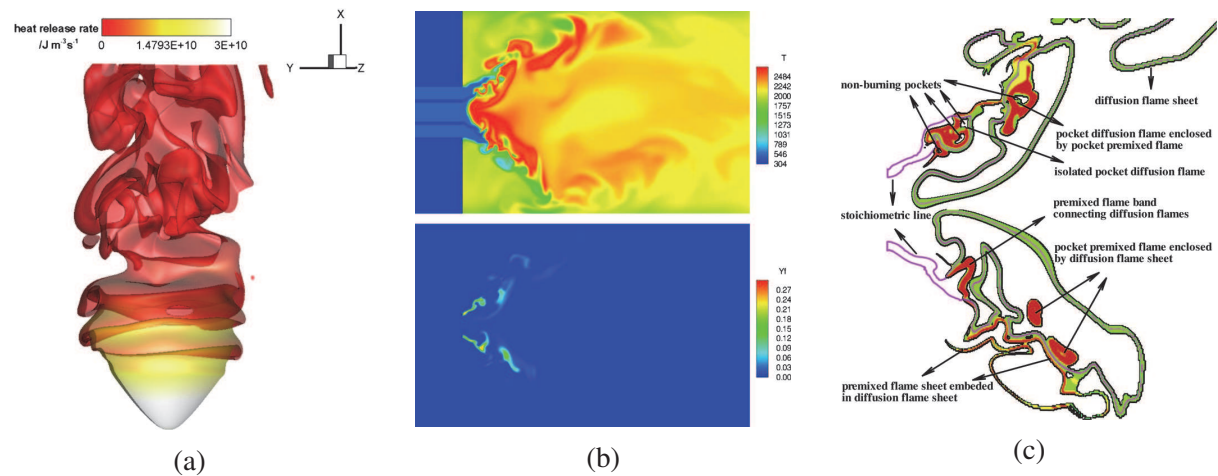 heat release rate
/J m⁻³s⁻¹ 0 1.4793E+10 3E+10
X
Y Z
T
2484
2242
2000
1757
1515
1273
1031
789
546
304
Yf
0.27
0.24
0.21
0.18
0.15
0.12
0.09
0.06
0.03
0.00
non-burning pockets
diffusion flame sheet
pocket diffusion flame enclosed
by pocket premixed flame
isolated pocket diffusion flame
stoichiometric line
premixed flame band
connecting diffusion flames
pocket premixed flame enclosed
by diffusion flame sheet
premixed flame sheet embeded
in diffusion flame sheet
(a)
(b)
(c)